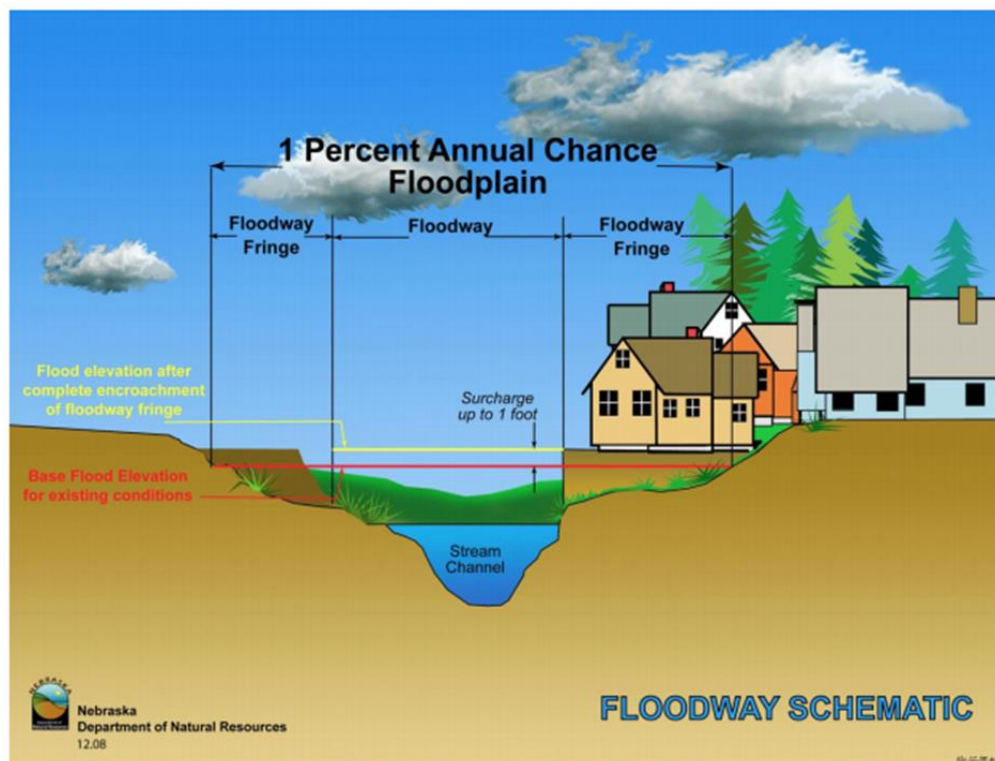 1 Percent Annual Chance
Floodplain
Floodway
Fringe
Floodway
Floodway
Fringe
Flood elevation after
complete encroachment
of floodway fringe
Surcharge
up to 1 foot
Base Flood Elevation
for existing conditions
Stream
Channel
NEBRASKA
Nebraska
Department of Natural Resources
12.08
FLOODWAY SCHEMATIC